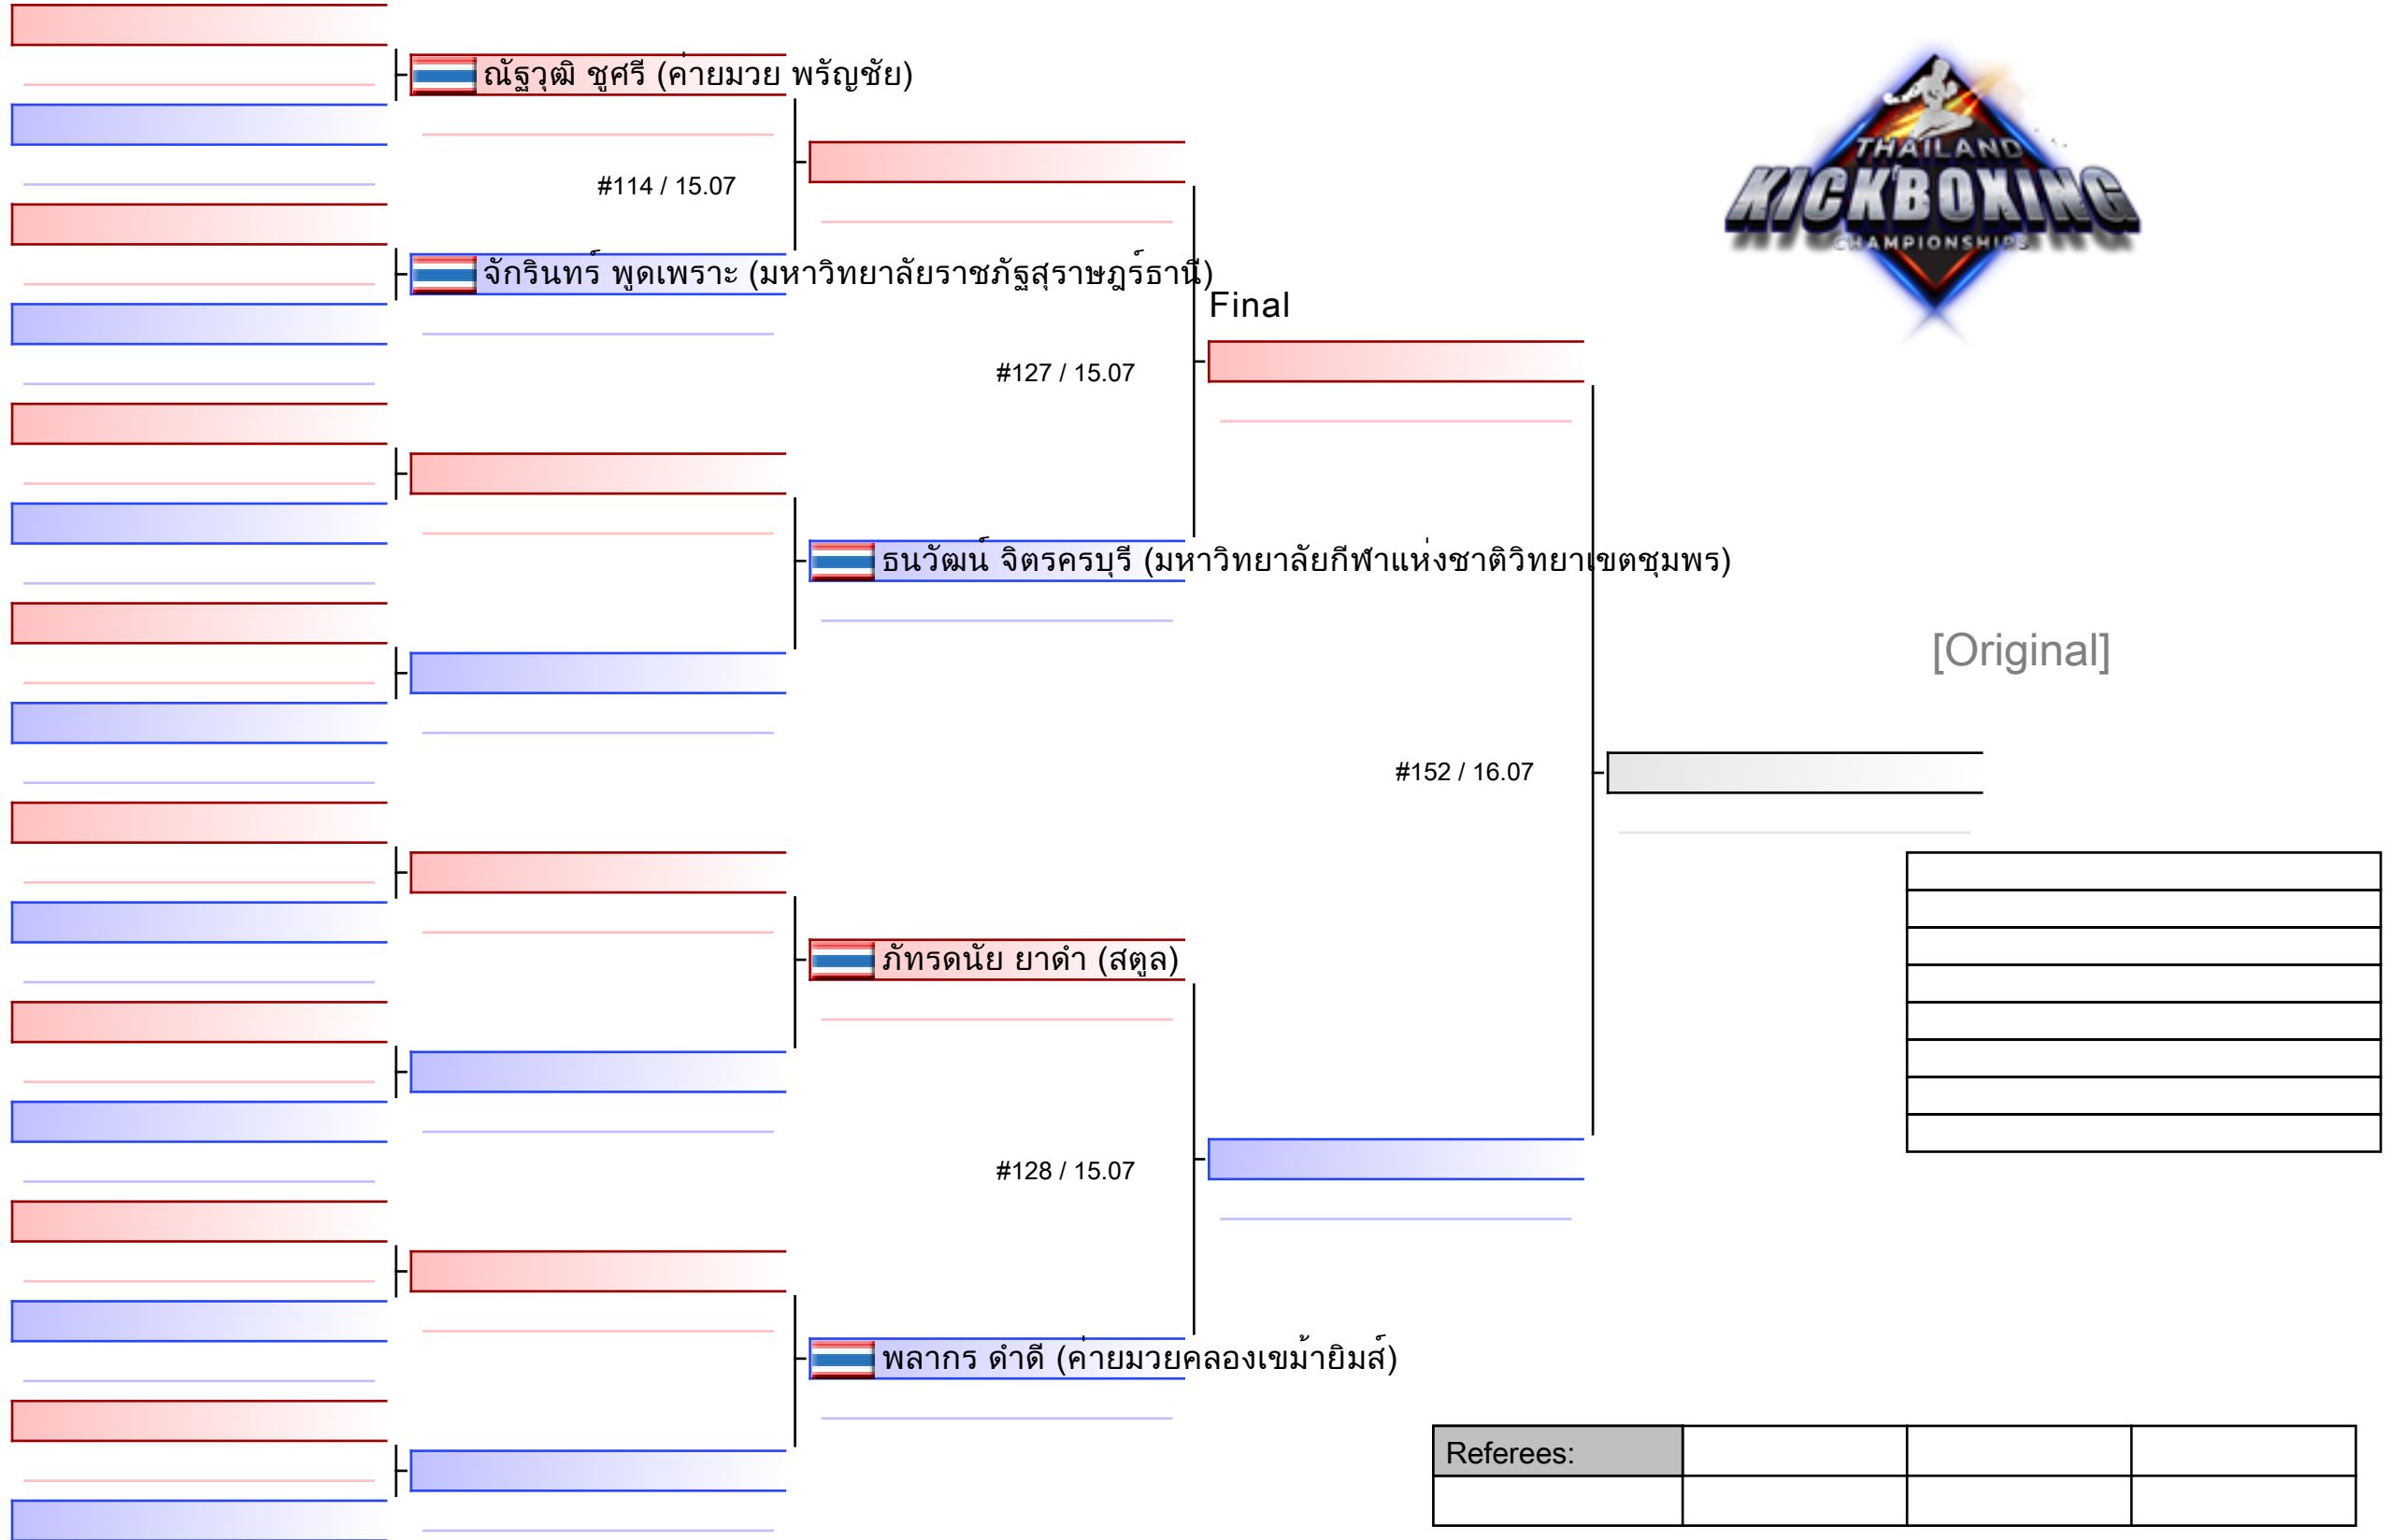 ณัฐวุฒิ ชูศรี (ค่ายมวย พรัญชัย)
THAILAND
KICKBOXING
CHAMPIONSHIPS
#114 / 15.07
จักรินทร์ พูดเพราะ (มหาวิทยาลัยราชภัฐสุราษฎร์ธานี)
Final
#127 / 15.07
ธนวัฒน์ จิตรครบุรี (มหาวิทยาลัยกีฬาแห่งชาติวิทยาเขตชุมพร)
[Original]
#152 / 16.07
ภัทรดนัย ยาดำ (สตูล)
#128 / 15.07
พลากร ดำดี (ค่ายมวยคลองเขม้ายิมส์)
Referees: